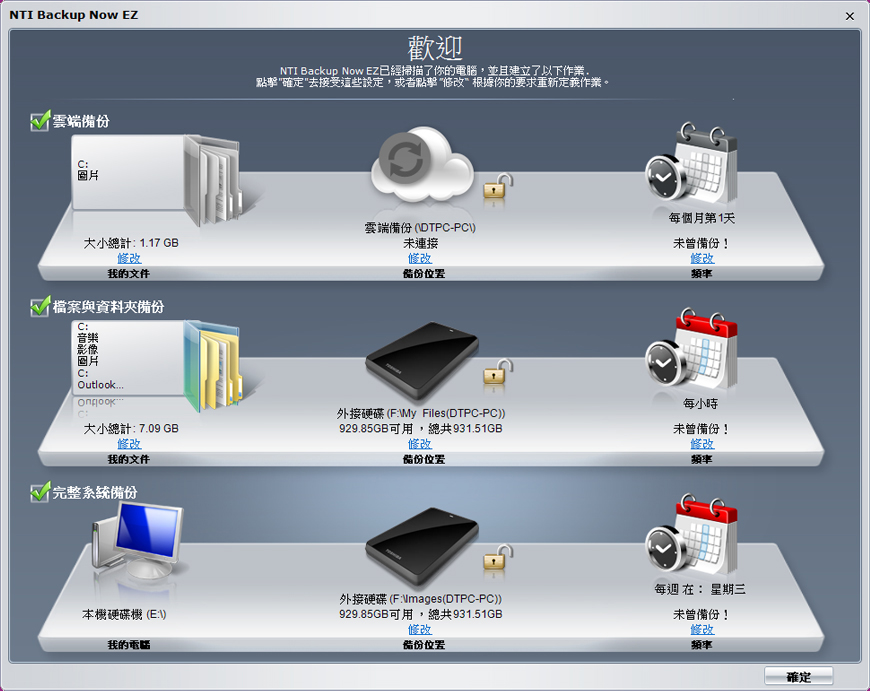 NTI Backup Now EZ
歡迎
NTI Backup Now EZ已經掃描了你的電腦，並且建立了以下作業.
點擊"確定"去接受這些設定，或者點擊"修改" 根據你的要求重新定義作業。
雲端備份
C:
圖片
雲端備份 (\DTPC-PC\)
每個月第1天
大小總計: 1.17 GB
未連接
未曾備份！
修改
修改
修改
我的文件
備份位置
頻率
檔案與資料夾備份
C:
音樂
影像
圖片
C:
Outlook...
外接硬碟 (F:\My_Files(DTPC-PC))
每小時
大小總計: 7.09 GB
929.85GB可用 ，總共931.51GB
未曾備份！
修改
修改
修改
我的文件
備份位置
頻率
完整系統備份
TOSHIBA
外接硬碟 (F:\Images(DTPC-PC))
每週 在： 星期三
本機硬碟機 (E:\)
929.85GB可用 ，總共931.51GB
未曾備份！
修改
修改
我的電腦
備份位置
頻率
確定